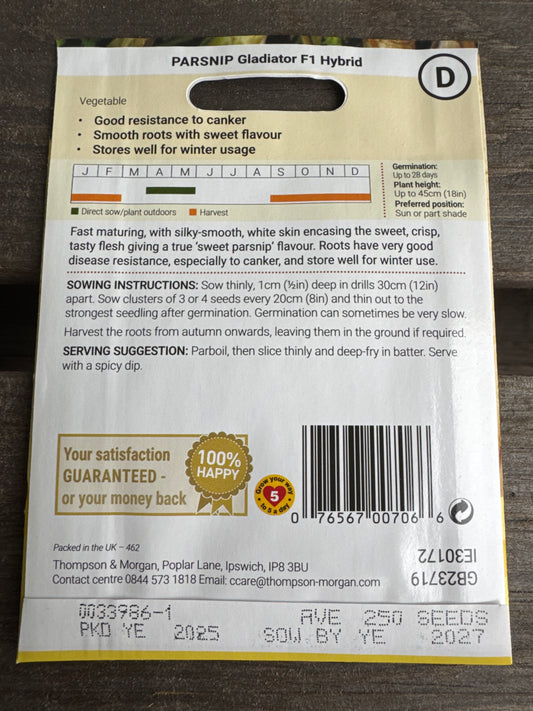 PARSNIP Gladiator F1 Hybrid
D
Vegetable
• Good resistance to canker
• Smooth roots with sweet flavour
• Stores well for winter usage
J F M A M J J A S O N D
Direct sow/plant outdoors Harvest
Germination:
Up to 28 days
Plant height:
Up to 45cm (18in)
Preferred position:
Sun or part shade
Fast maturing, with silky-smooth, white skin encasing the sweet, crisp,
tasty flesh giving a true ‘sweet parsnip’ flavour. Roots have very good
disease resistance, especially to canker, and store well for winter use.
SOWING INSTRUCTIONS: Sow thinly, 1cm (½in) deep in drills 30cm (12in)
apart. Sow clusters of 3 or 4 seeds every 20cm (8in) and thin out to the
strongest seedling after germination. Germination can sometimes be very slow.
Harvest the roots from autumn onwards, leaving them in the ground if required.
SERVING SUGGESTION: Parboil, then slice thinly and deep-fry in batter. Serve
with a spicy dip.
Your satisfaction
GUARANTEED -
or your money back
100%
HAPPY
Grow your way
5
to 5 a day
0 76567 00706 6
Packed in the UK – 462
Thompson & Morgan, Poplar Lane, Ipswich, IP8 3BU
Contact centre 0844 573 1818 Email: ccare@thompson-morgan.com
GB23719
IE30172
0033986-1 AVE 250 SEEDS
PKD YE 2025 SOW BY YE 2027